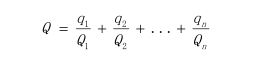 Q = q₁/Q₁ + q₂/Q₂ + . . . + qₙ/Qₙ